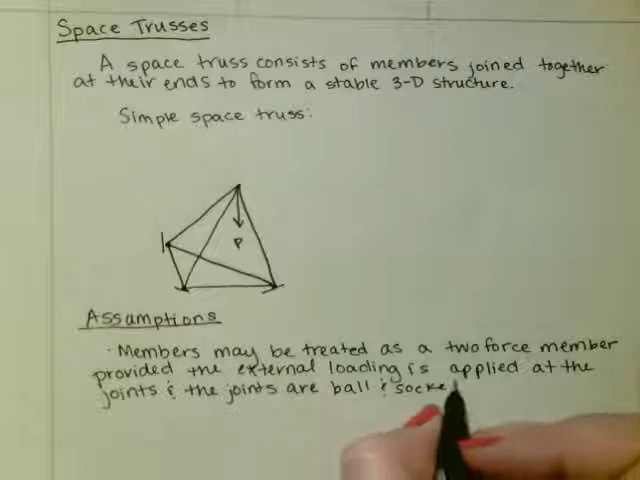 Space Trusses
A space truss consists of members joined together
at their ends to form a stable 3-D structure.
Simple space truss:
P
Assumptions
· Members may be treated as a two force member
provided the external loading is applied at the
joints & the joints are ball & socke